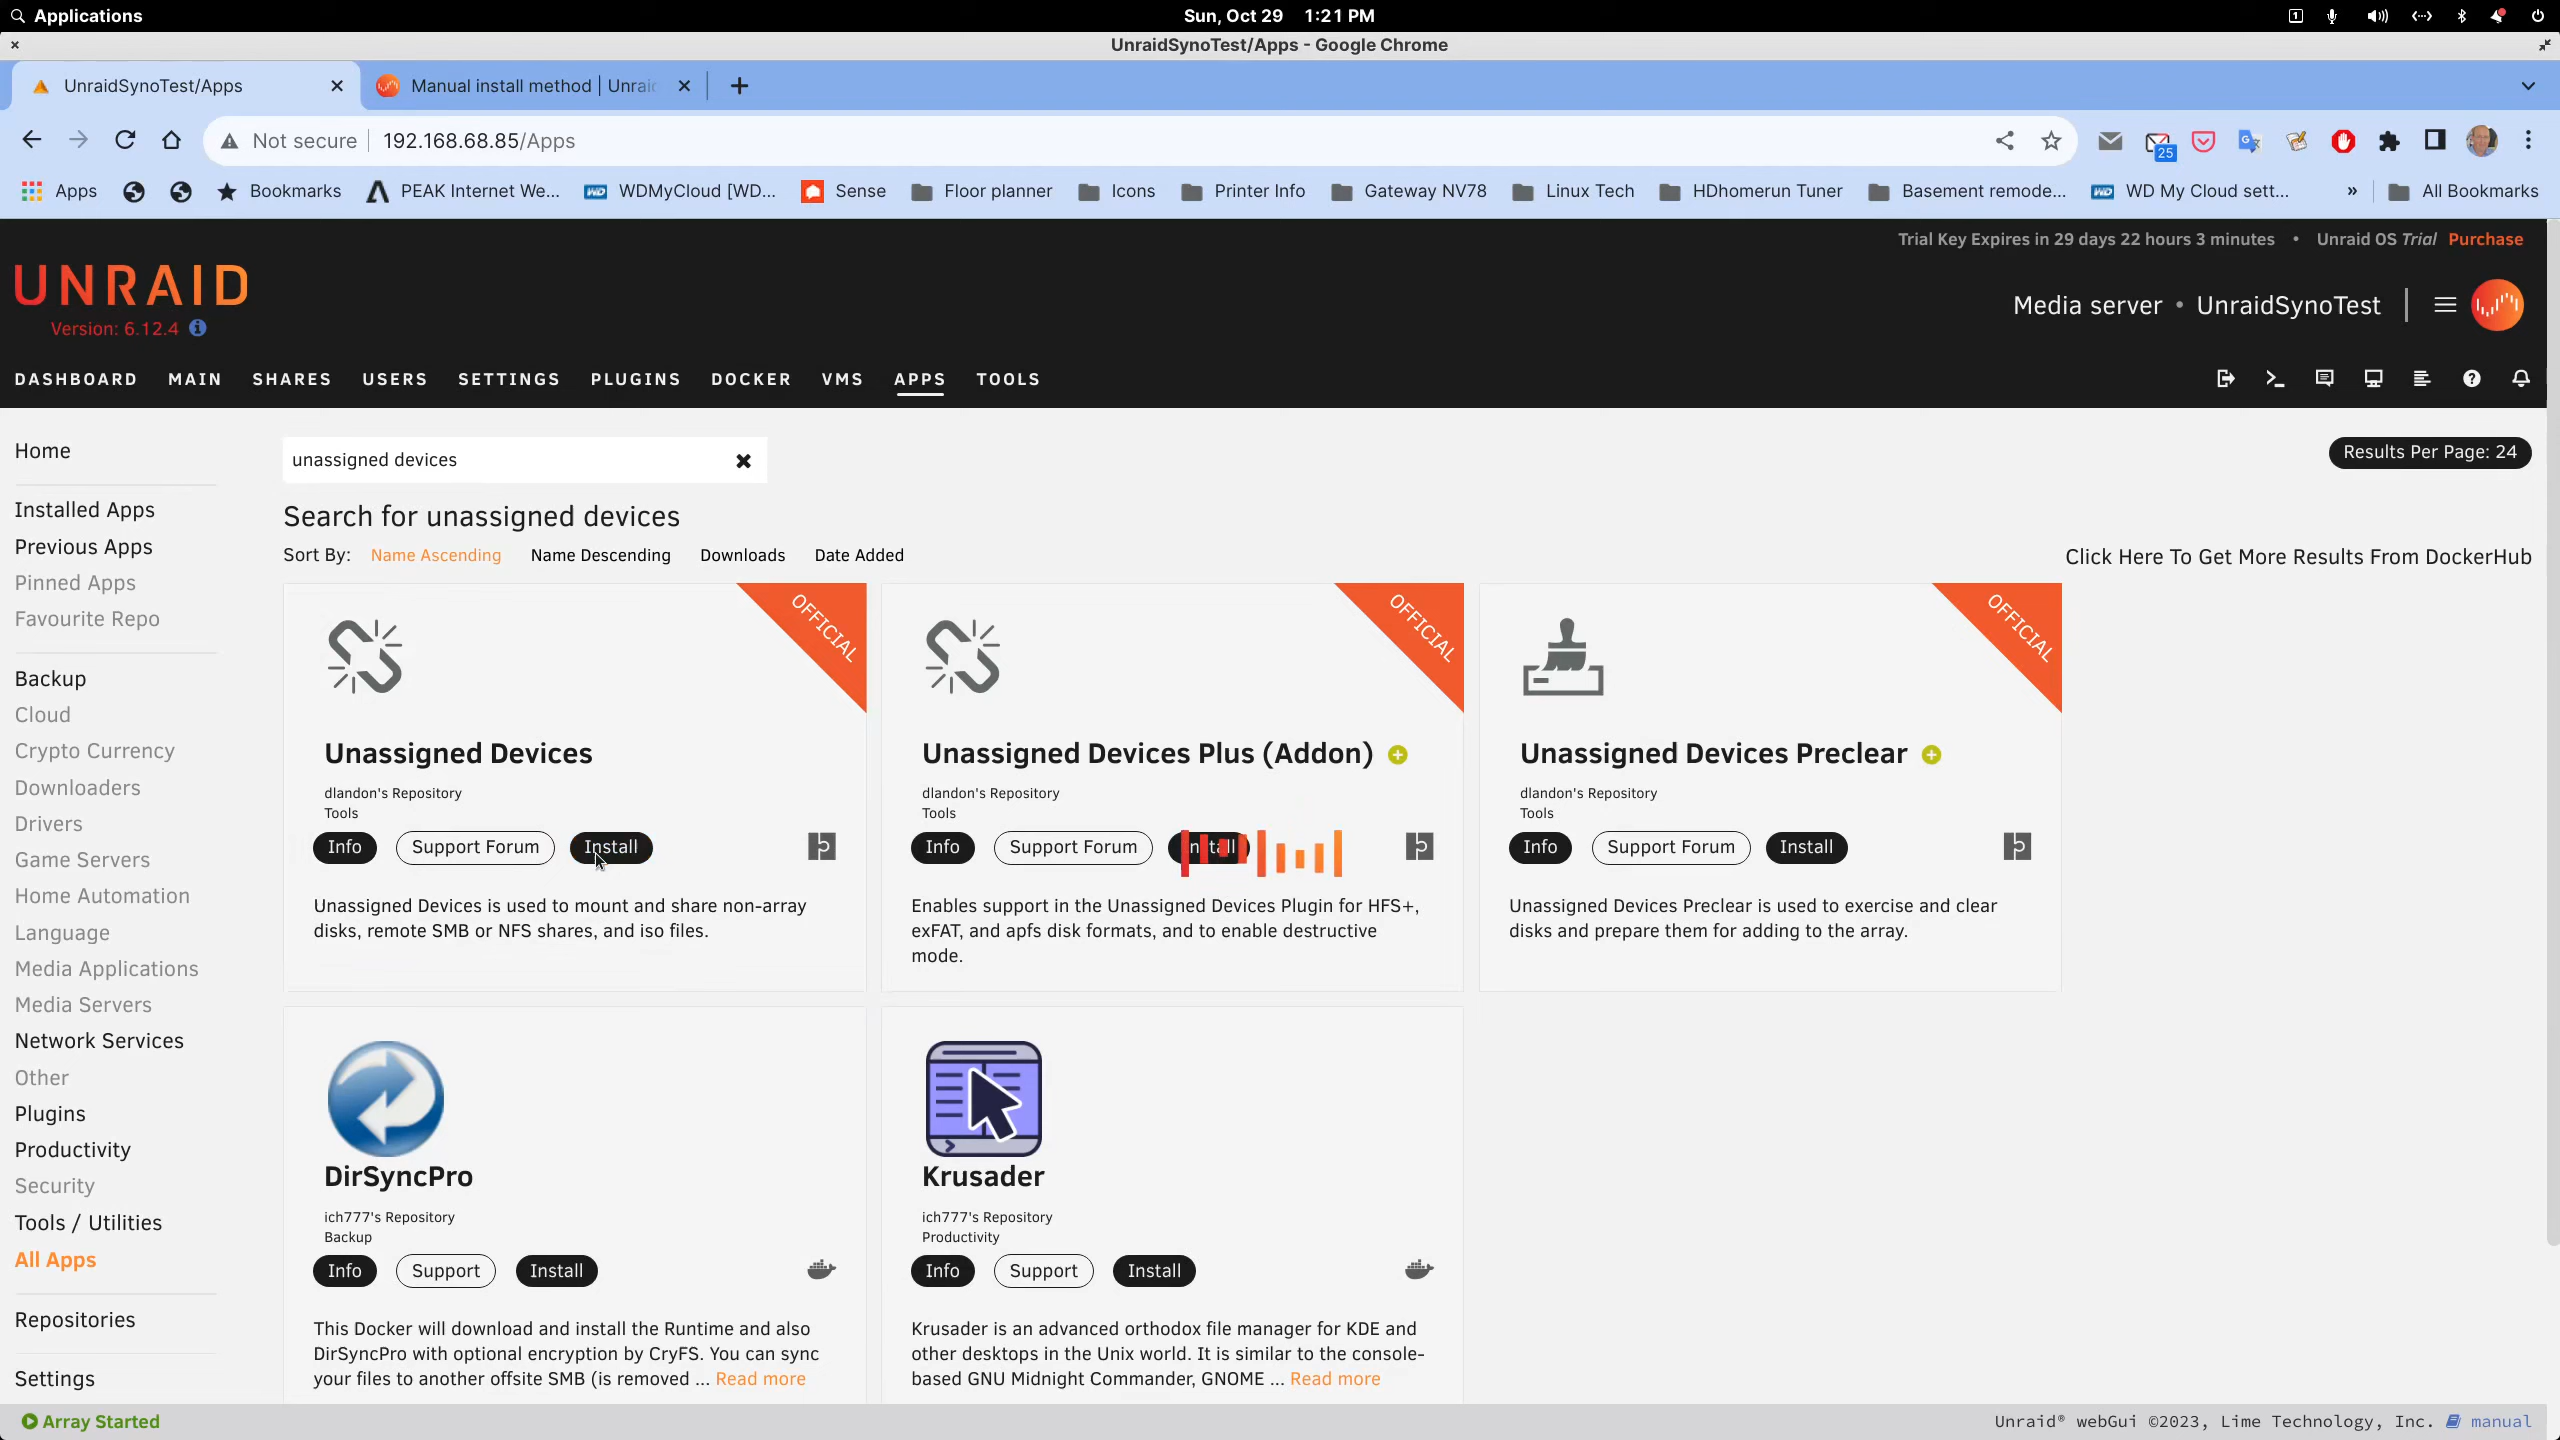 Applications
Sun, Oct 29 1:21 PM
1
UnraidSynoTest/Apps - Google Chrome
UnraidSynoTest/Apps
Manual install method | Unrai
Not secure
192.168.68.85/Apps
25
Apps
Bookmarks
PEAK Internet We...
WDMyCloud [WD...
Sense
Floor planner
Icons
Printer Info
Gateway NV78
Linux Tech
HDhomerun Tuner
Basement remode...
WD My Cloud sett...
»
All Bookmarks
Trial Key Expires in 29 days 22 hours 3 minutes • Unraid OS Trial Purchase
UNRAID
Version: 6.12.4
Media server • UnraidSynoTest
DASHBOARD MAIN SHARES USERS SETTINGS PLUGINS DOCKER VMS APPS TOOLS
Home
Installed Apps
Previous Apps
Pinned Apps
Favourite Repo
Backup
Cloud
Crypto Currency
Downloaders
Drivers
Game Servers
Home Automation
Language
Media Applications
Media Servers
Network Services
Other
Plugins
Productivity
Security
Tools / Utilities
All Apps
Repositories
Settings
unassigned devices
Results Per Page: 24
Search for unassigned devices
Sort By: Name Ascending Name Descending Downloads Date Added
Click Here To Get More Results From DockerHub
OFFICIAL
Unassigned Devices
dlandon's Repository
Tools
Info Support Forum Install
Unassigned Devices is used to mount and share non-array
disks, remote SMB or NFS shares, and iso files.
OFFICIAL
Unassigned Devices Plus (Addon)
dlandon's Repository
Tools
Info Support Forum Install
Enables support in the Unassigned Devices Plugin for HFS+,
exFAT, and apfs disk formats, and to enable destructive
mode.
OFFICIAL
Unassigned Devices Preclear
dlandon's Repository
Tools
Info Support Forum Install
Unassigned Devices Preclear is used to exercise and clear
disks and prepare them for adding to the array.
DirSyncPro
ich777's Repository
Backup
Info Support Install
This Docker will download and install the Runtime and also
DirSyncPro with optional encryption by CryFS. You can sync
your files to another offsite SMB (is removed ... Read more
Krusader
ich777's Repository
Productivity
Info Support Install
Krusader is an advanced orthodox file manager for KDE and
other desktops in the Unix world. It is similar to the console-
based GNU Midnight Commander, GNOME ... Read more
Array Started
Unraid® webGui ©2023, Lime Technology, Inc. manual